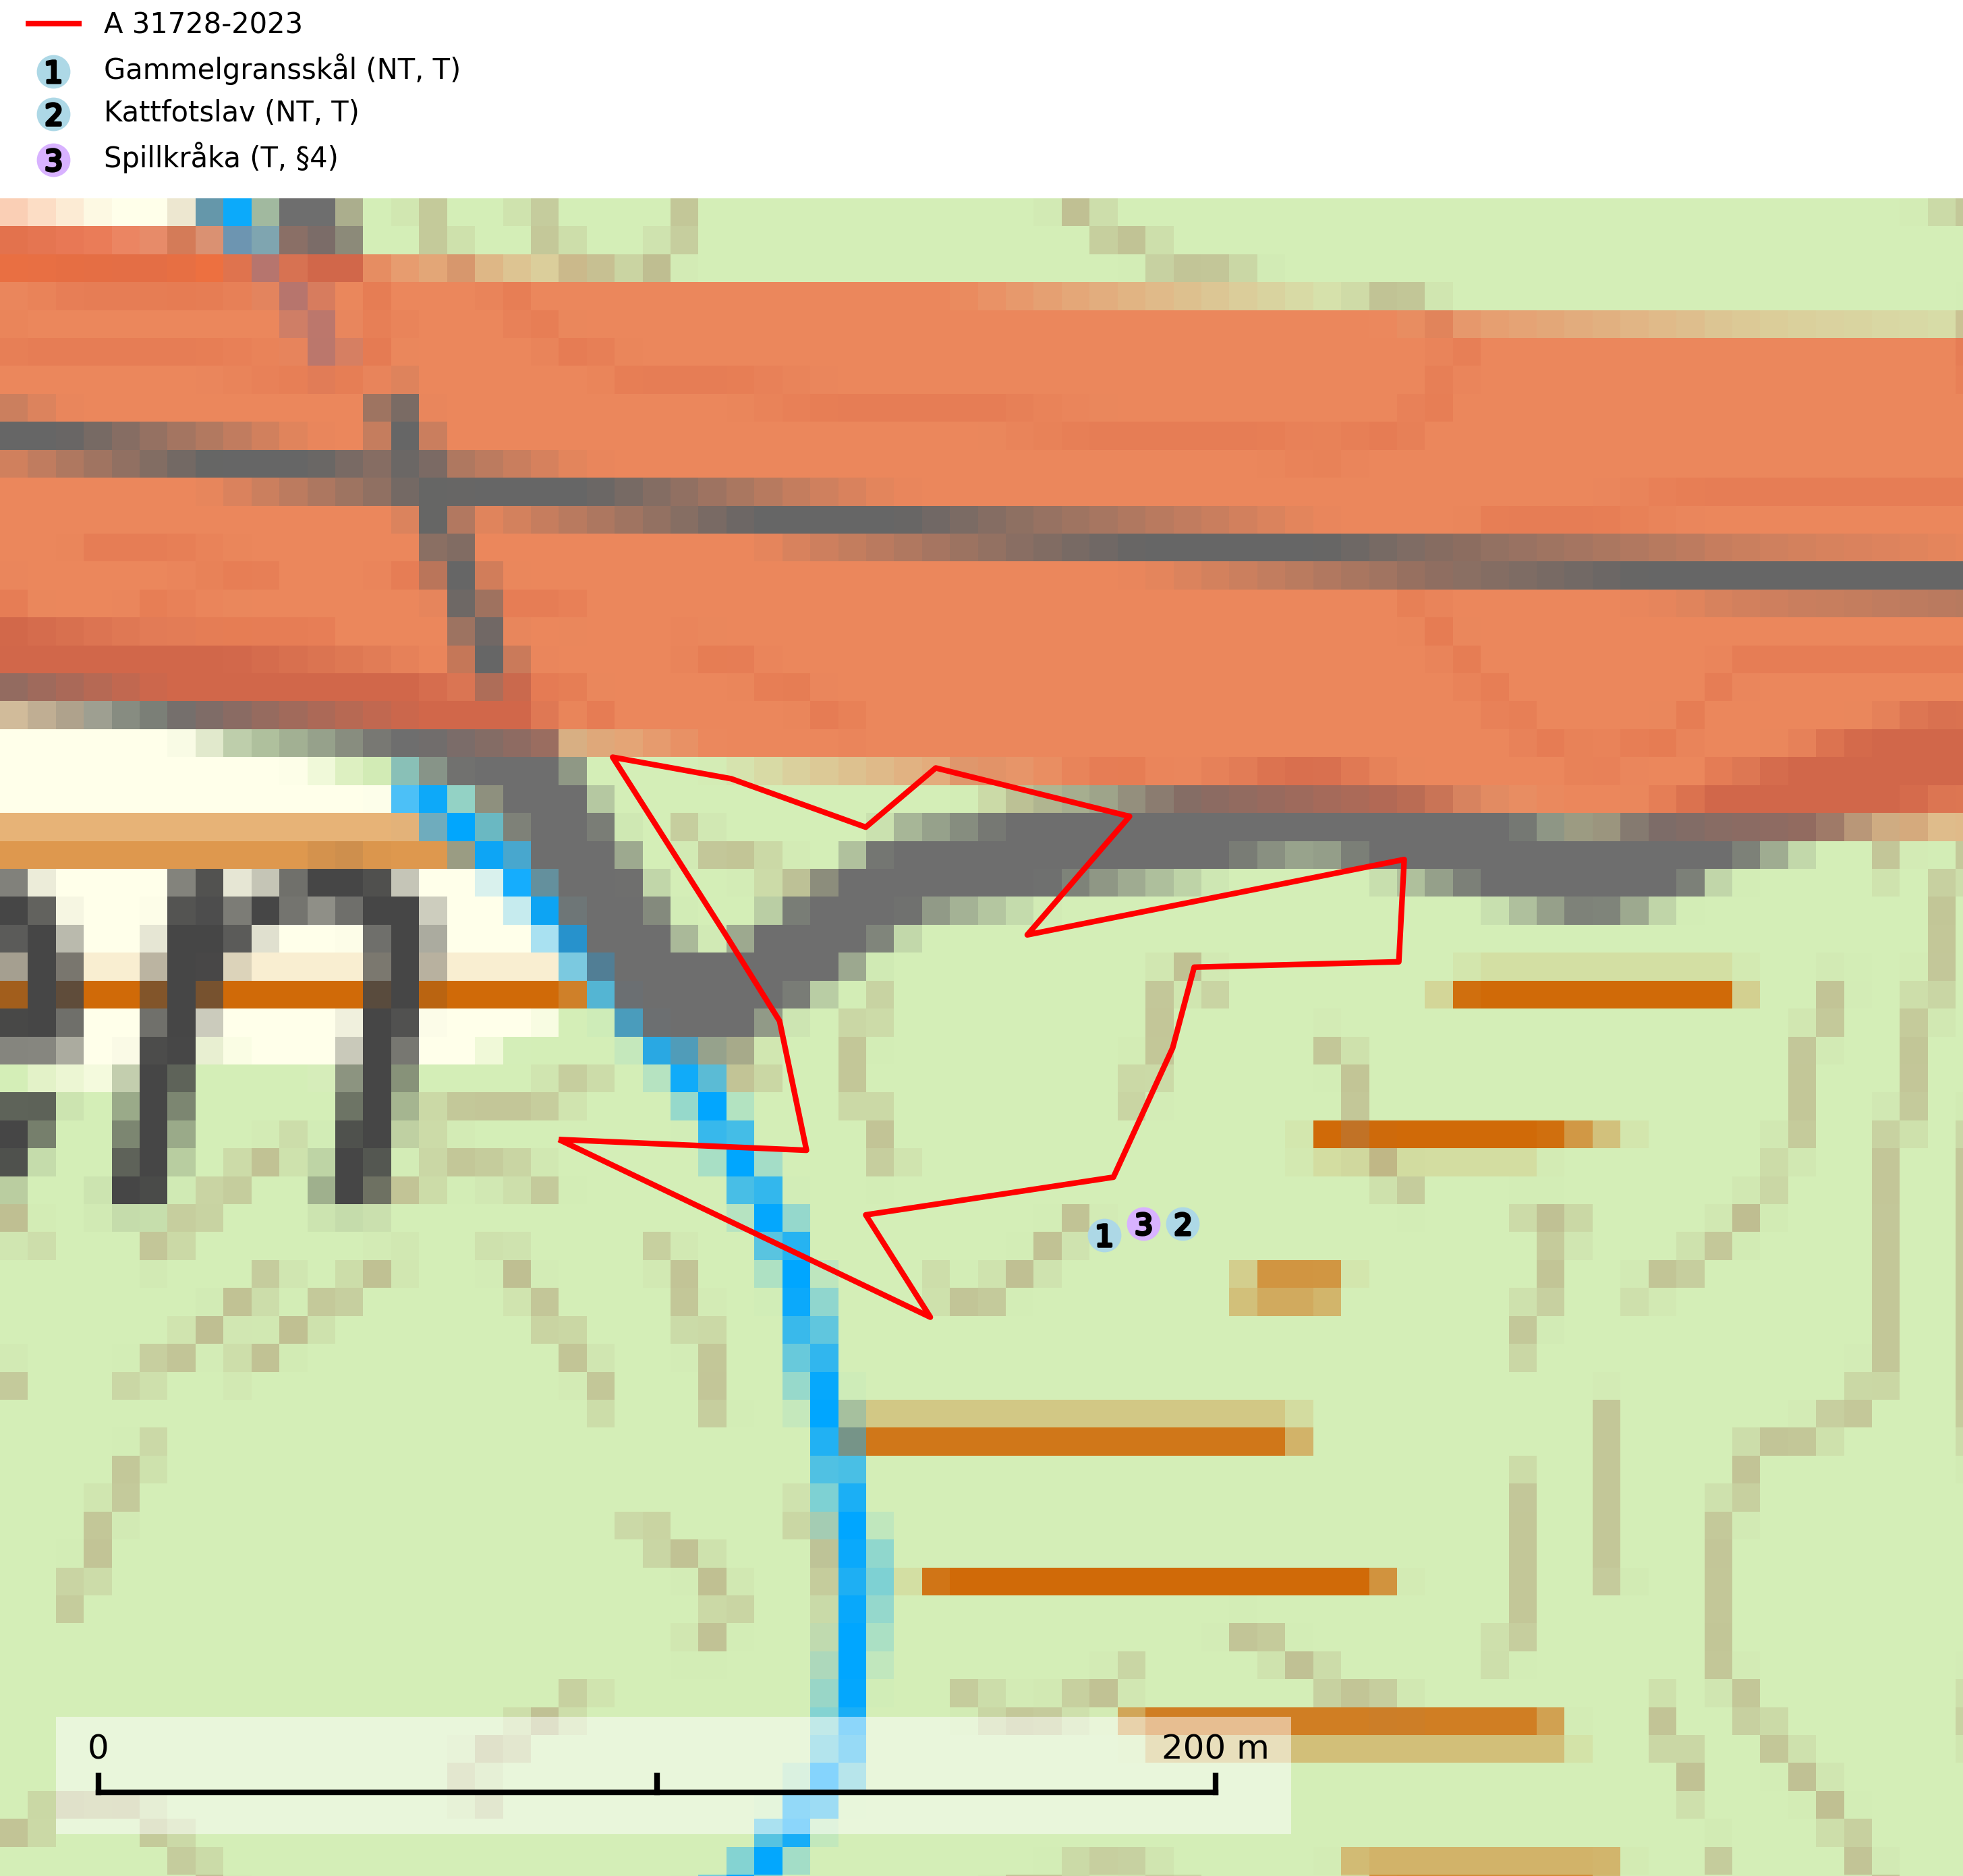 A 31728-2023
1 Gammelgransskål (NT, T)
2 Kattfotslav (NT, T)
3 Spillkråka (T, §4)
1 3 2
0 200 m